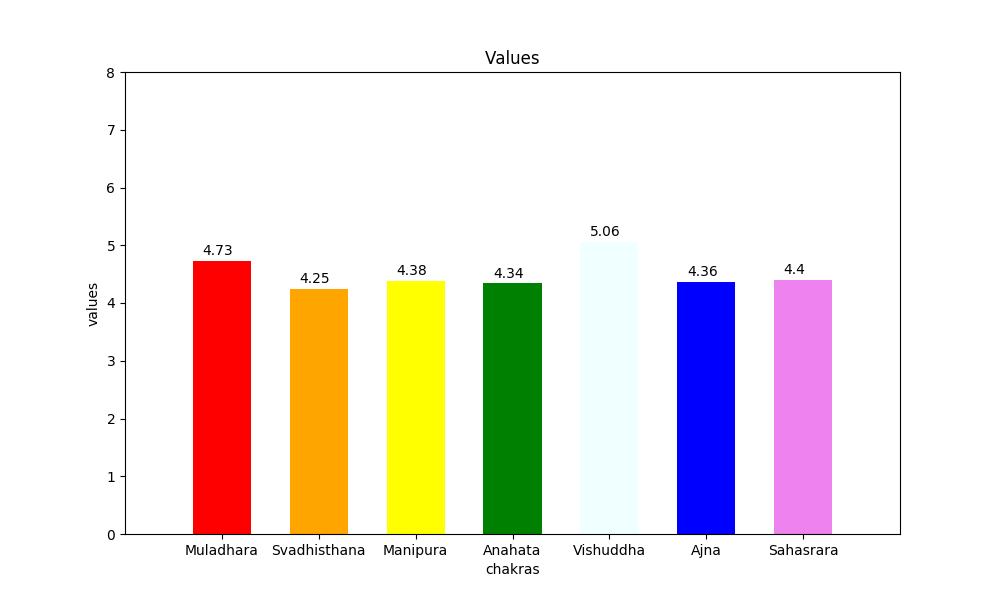 Values
8
7
6
5
4
3
2
1
0
values
4.73
4.25
4.38
4.34
5.06
4.36
4.4
Muladhara
Svadhisthana
Manipura
Anahata
Vishuddha
Ajna
Sahasrara
chakras